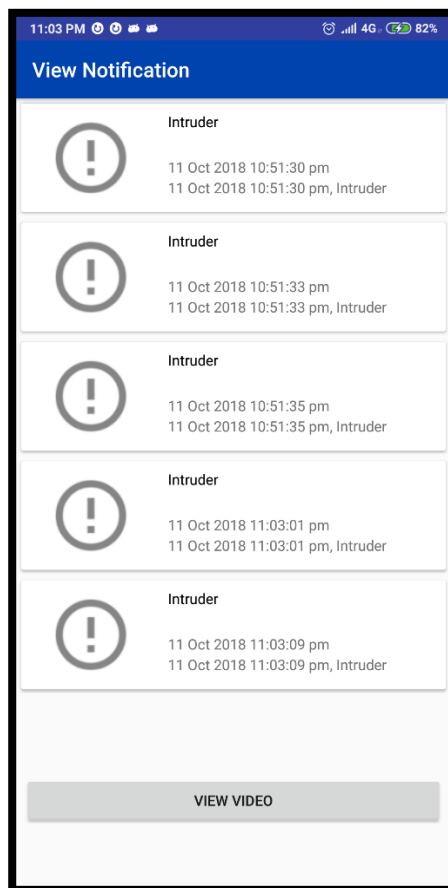 11:03 PM 4G 82%
View Notification
Intruder
11 Oct 2018 10:51:30 pm
11 Oct 2018 10:51:30 pm, Intruder
Intruder
11 Oct 2018 10:51:33 pm
11 Oct 2018 10:51:33 pm, Intruder
Intruder
11 Oct 2018 10:51:35 pm
11 Oct 2018 10:51:35 pm, Intruder
Intruder
11 Oct 2018 11:03:01 pm
11 Oct 2018 11:03:01 pm, Intruder
Intruder
11 Oct 2018 11:03:09 pm
11 Oct 2018 11:03:09 pm, Intruder
VIEW VIDEO